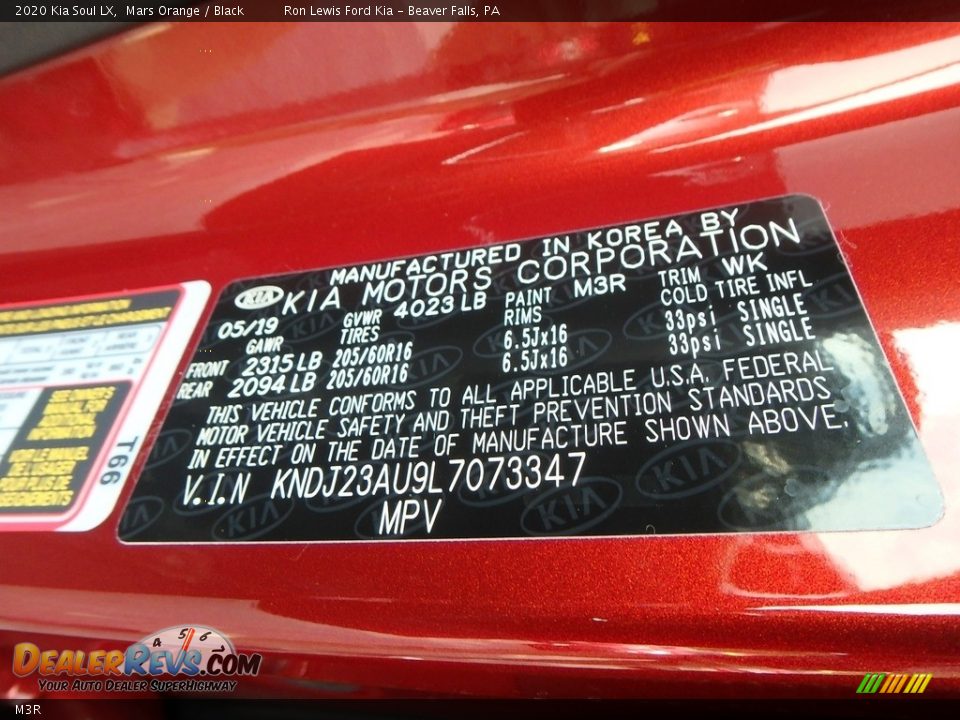 2020 Kia Soul LX, Mars Orange / Black Ron Lewis Ford Kia - Beaver Falls, PA
MANUFACTURED IN KOREA BY
KIA KIA MOTORS CORPORATION
05/19 GVWR 4023 LB PAINT M3R TRIM WK
GAWR TIRES RIMS COLD TIRE INFL
FRONT 2315 LB 205/60R16 6.5Jx16 33psi SINGLE
REAR 2094 LB 205/60R16 6.5Jx16 33psi SINGLE
THIS VEHICLE CONFORMS TO ALL APPLICABLE U.S.A. FEDERAL
MOTOR VEHICLE SAFETY AND THEFT PREVENTION STANDARDS
IN EFFECT ON THE DATE OF MANUFACTURE SHOWN ABOVE.
V.I.N KNDJ23AU9L7073347
MPV
T66
4 5 6
DEALERREVS.COM
YOUR AUTO DEALER SUPERHIGHWAY
M3R